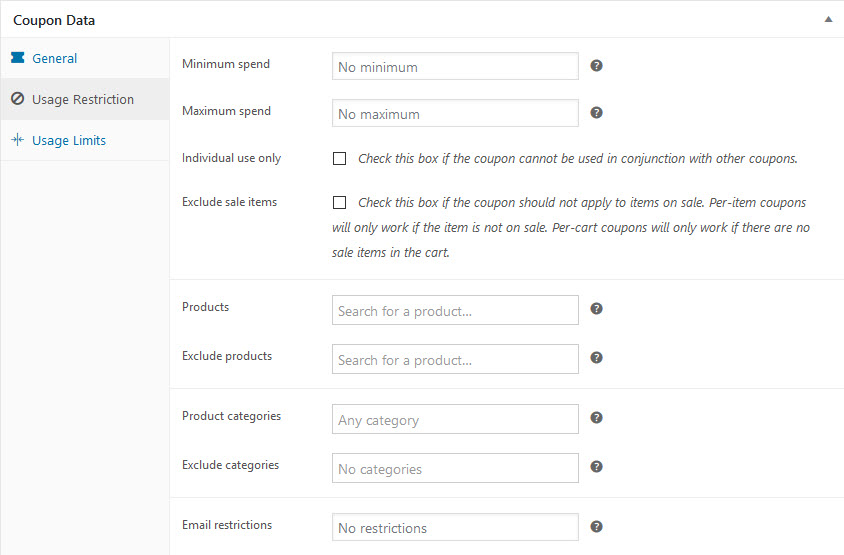 Coupon Data
General
Usage Restriction
Usage Limits
Minimum spend
No minimum
Maximum spend
No maximum
Individual use only
Check this box if the coupon cannot be used in conjunction with other coupons.
Exclude sale items
Check this box if the coupon should not apply to items on sale. Per-item coupons
will only work if the item is not on sale. Per-cart coupons will only work if there are no
sale items in the cart.
Products
Search for a product...
Exclude products
Search for a product...
Product categories
Any category
Exclude categories
No categories
Email restrictions
No restrictions